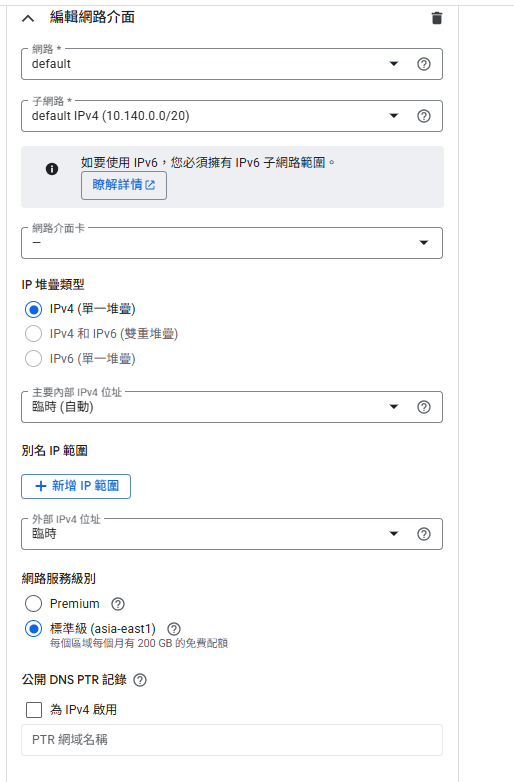 編輯網路介面
網路 *
default
子網路 *
default IPv4 (10.140.0.0/20)
如要使用 IPv6，您必須擁有 IPv6 子網路範圍。
瞭解詳情
網路介面卡
—
IP 堆疊類型
IPv4 (單一堆疊)
IPv4 和 IPv6 (雙重堆疊)
IPv6 (單一堆疊)
主要內部 IPv4 位址
臨時 (自動)
別名 IP 範圍
新增 IP 範圍
外部 IPv4 位址
臨時
網路服務級別
Premium
標準級 (asia-east1)
每個區域每個月有 200 GB 的免費配額
公開 DNS PTR 記錄
為 IPv4 啟用
PTR 網域名稱